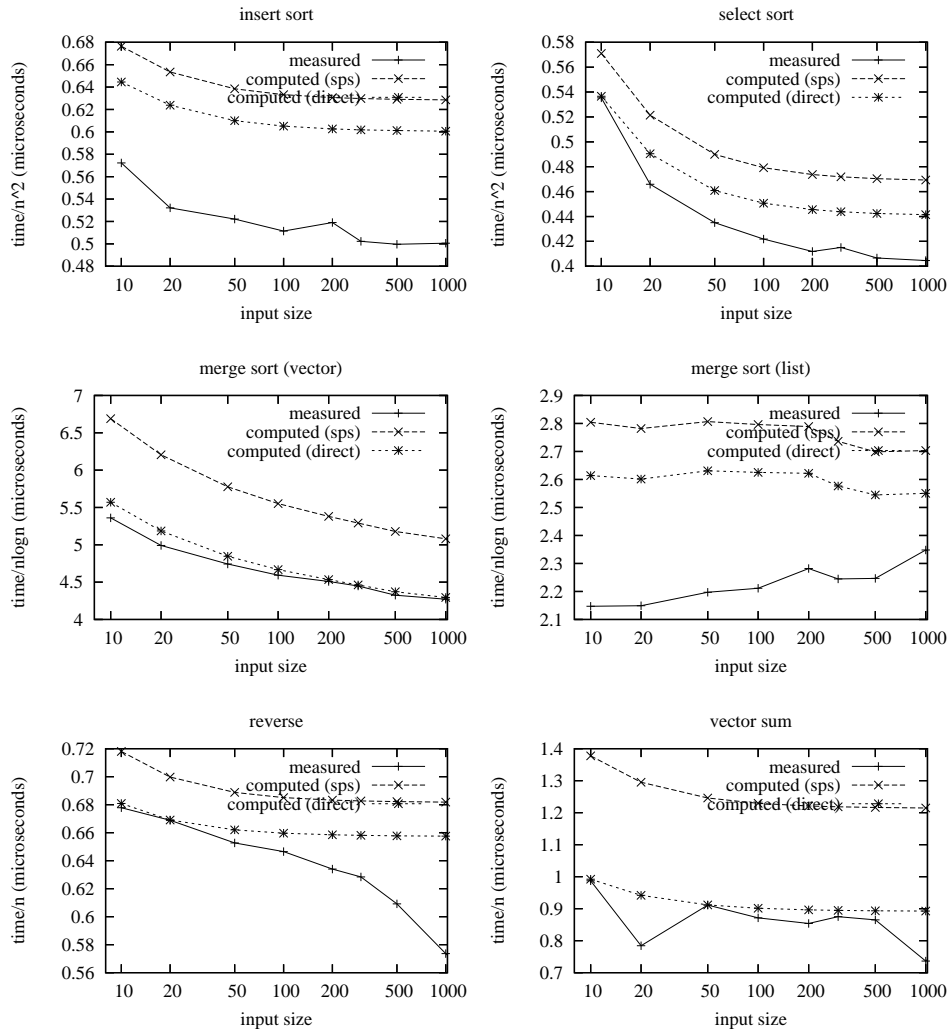 insert sort
time/n^2 (microseconds)
0.68
0.66
0.64
0.62
0.6
0.58
0.56
0.54
0.52
0.5
0.48
measured
computed (sps)
computed (direct)
10 20 50 100 200 500 1000
input size
select sort
time/n^2 (microseconds)
0.58
0.56
0.54
0.52
0.5
0.48
0.46
0.44
0.42
0.4
measured
computed (sps)
computed (direct)
10 20 50 100 200 500 1000
input size
merge sort (vector)
time/nlogn (microseconds)
7
6.5
6
5.5
5
4.5
4
measured
computed (sps)
computed (direct)
10 20 50 100 200 500 1000
input size
merge sort (list)
time/nlogn (microseconds)
2.9
2.8
2.7
2.6
2.5
2.4
2.3
2.2
2.1
measured
computed (sps)
computed (direct)
10 20 50 100 200 500 1000
input size
reverse
time/n (microseconds)
0.72
0.7
0.68
0.66
0.64
0.62
0.6
0.58
0.56
measured
computed (sps)
computed (direct)
10 20 50 100 200 500 1000
input size
vector sum
time/n (microseconds)
1.4
1.3
1.2
1.1
1
0.9
0.8
0.7
measured
computed (sps)
computed (direct)
10 20 50 100 200 500 1000
input size